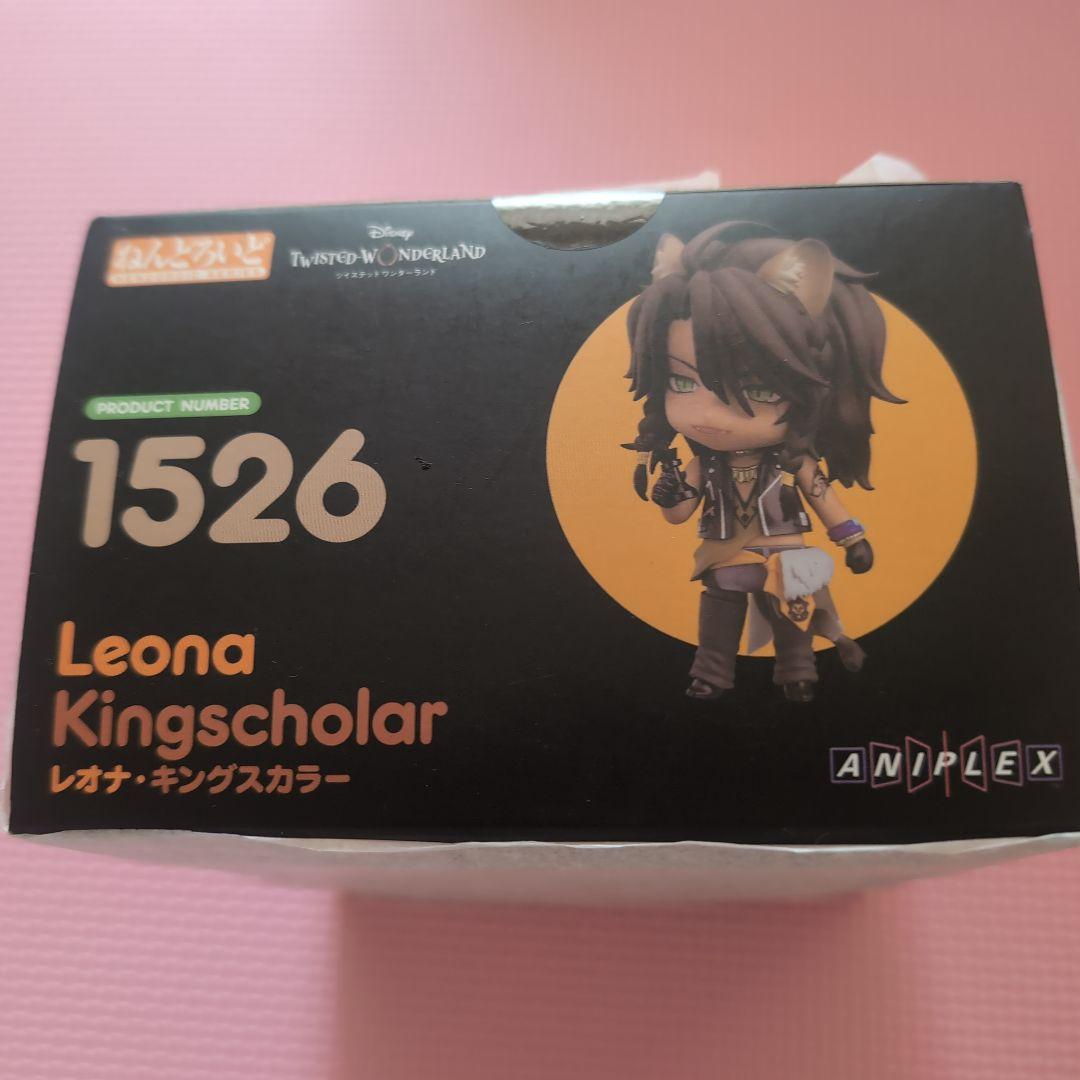 ねんどろいど
NENDOROID SERIES
Disney
TWISTED-WONDERLAND
ツイステッドワンダーランド
PRODUCT NUMBER
1526
Leona
Kingscholar
レオナ・キングスカラー
ANIPLEX